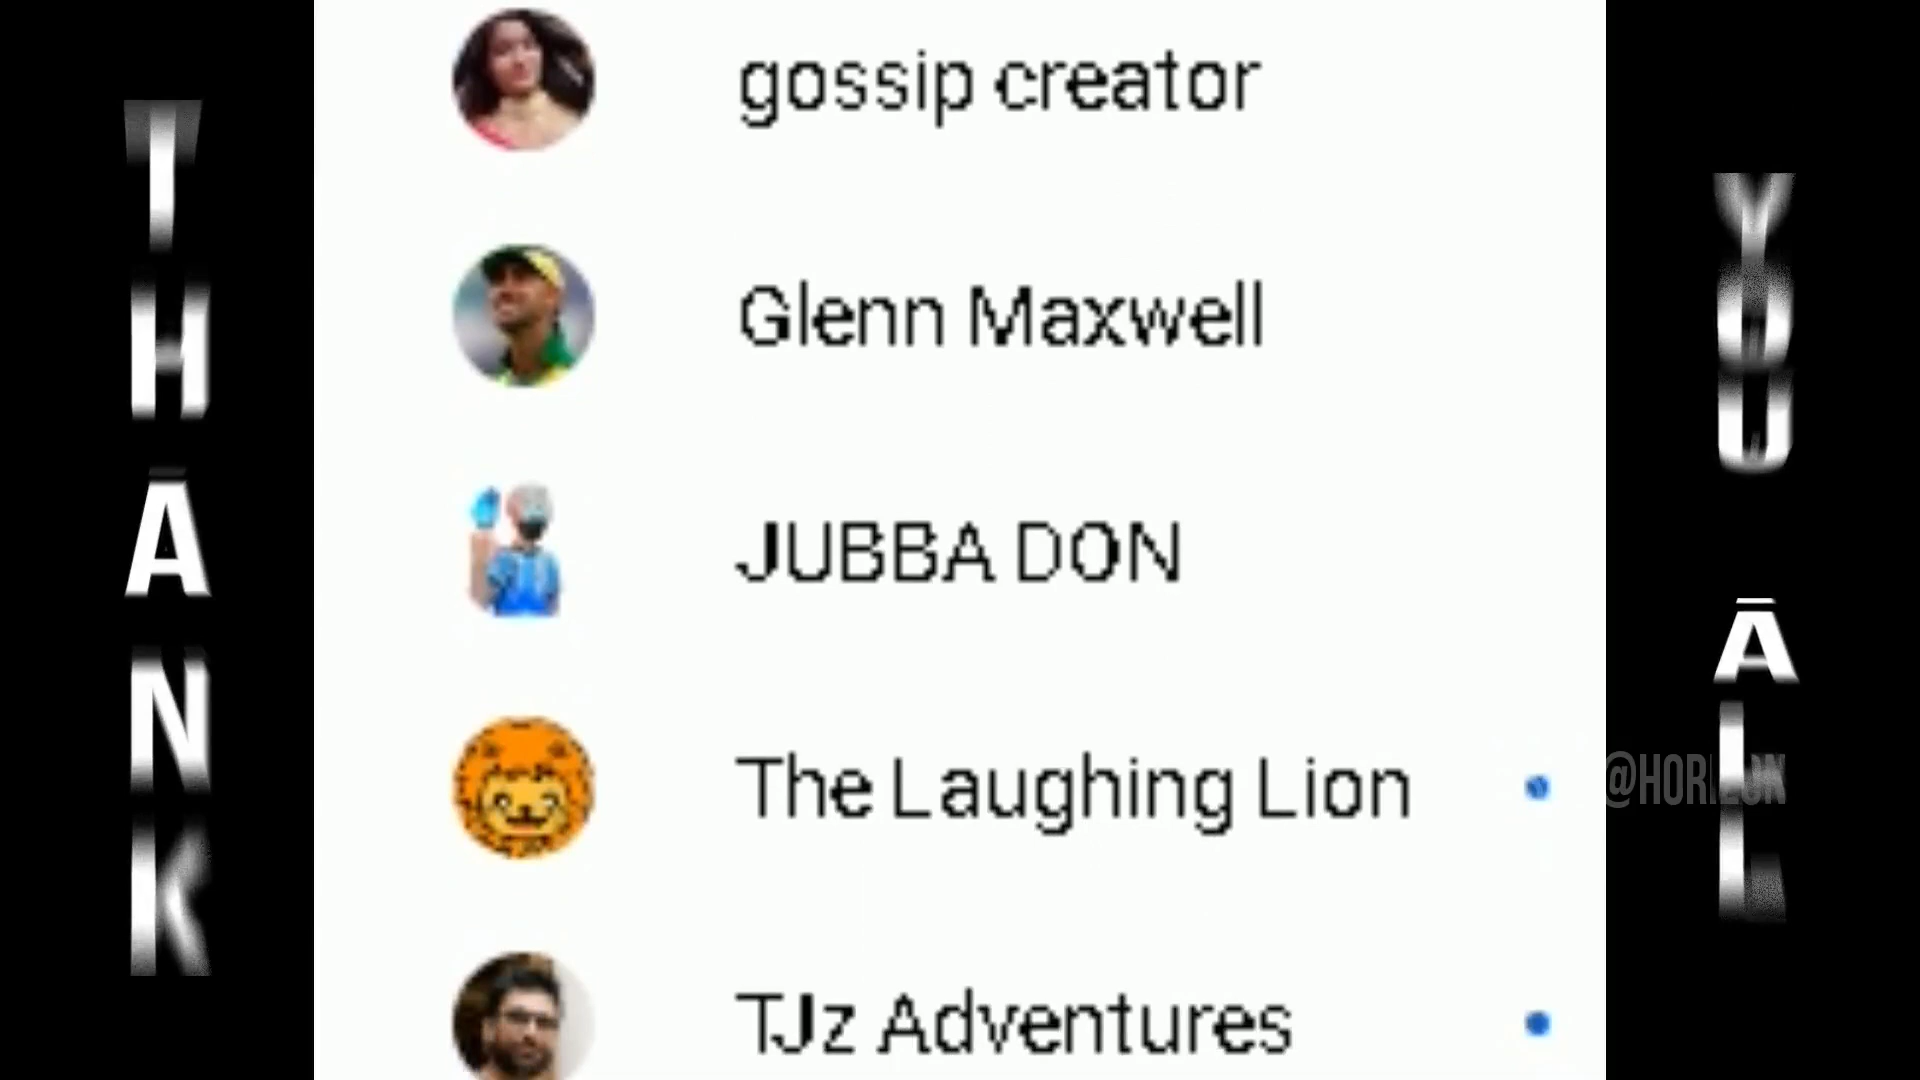 THANK
gossip creator
Glenn Maxwell
JUBBA DON
The Laughing Lion
TJz Adventures
YOU ALL